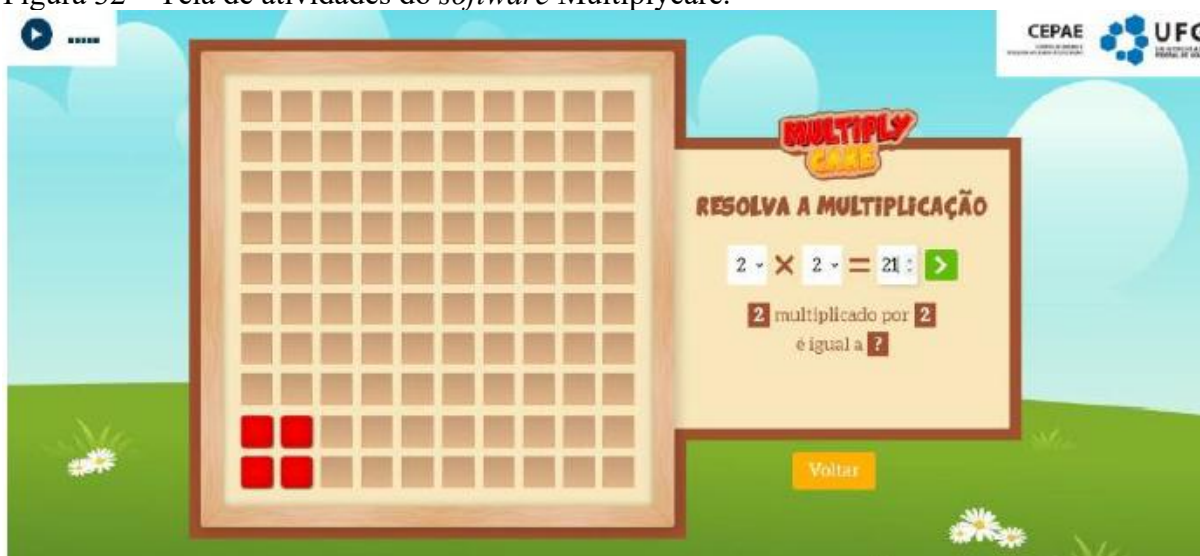 Figura 32 – Tela de atividades do software Multiplycare.
CEPAE
UFG
MULTIPLY
CARE
RESOLVA A MULTIPLICAÇÃO
2 × 2 = 21
2 multiplicado por 2
é igual a ?
Voltar